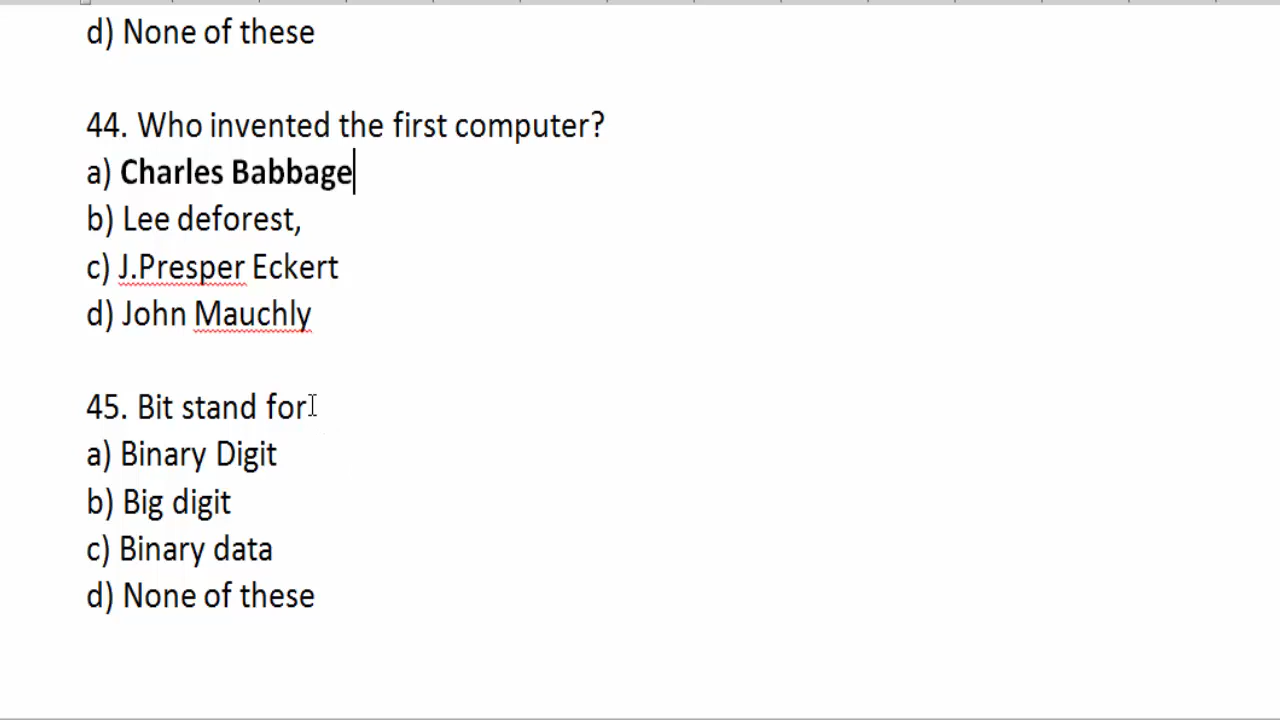 d) None of these
44. Who invented the first computer?
a) Charles Babbage
b) Lee deforest,
c) J.Presper Eckert
d) John Mauchly
45. Bit stand for
a) Binary Digit
b) Big digit
c) Binary data
d) None of these